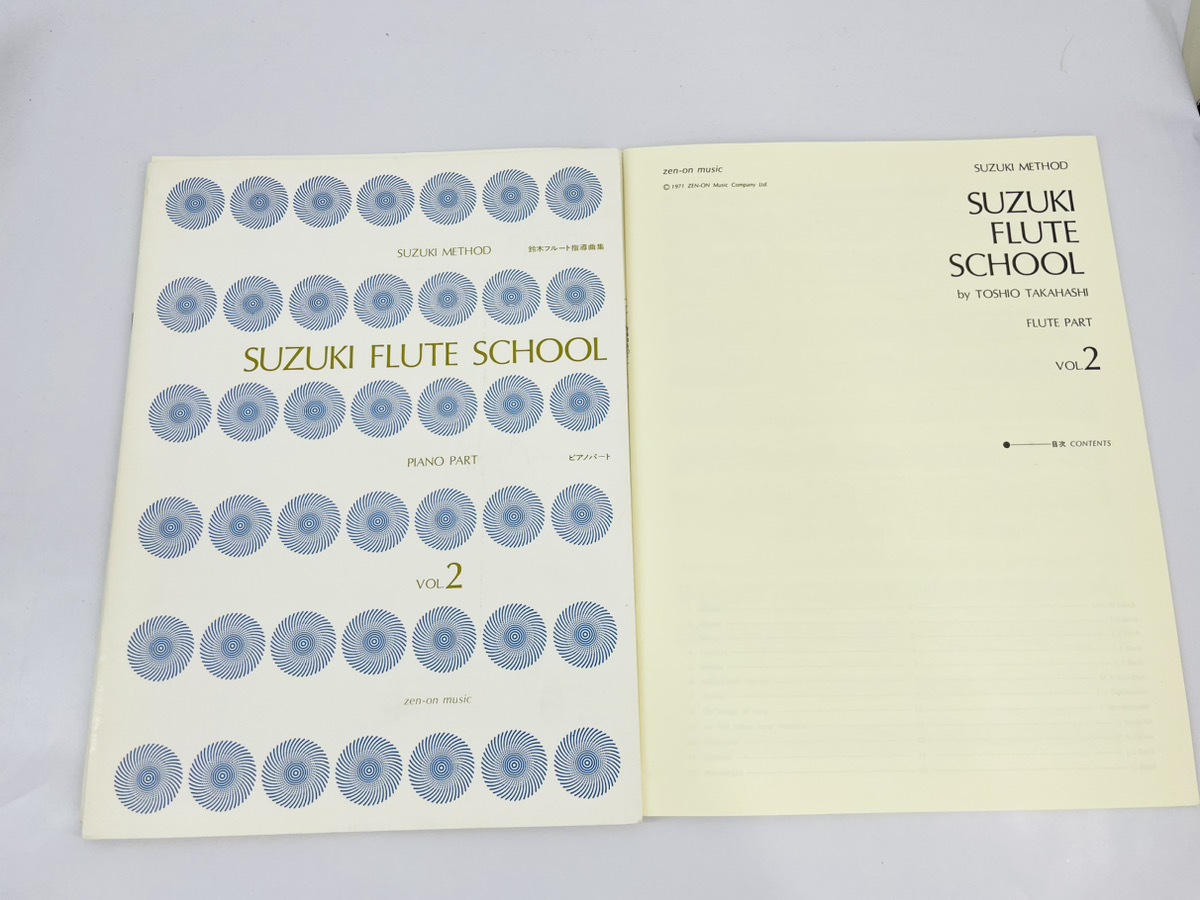 SUZUKI METHOD 鈴木フルート指導曲集
SUZUKI FLUTE SCHOOL
PIANO PART ピアノパート
VOL.2
zen-on music
zen-on music
© 1971 ZEN-ON Music Company Ltd.
SUZUKI METHOD
SUZUKI
FLUTE
SCHOOL
by TOSHIO TAKAHASHI
FLUTE PART
VOL.2
目次 CONTENTS